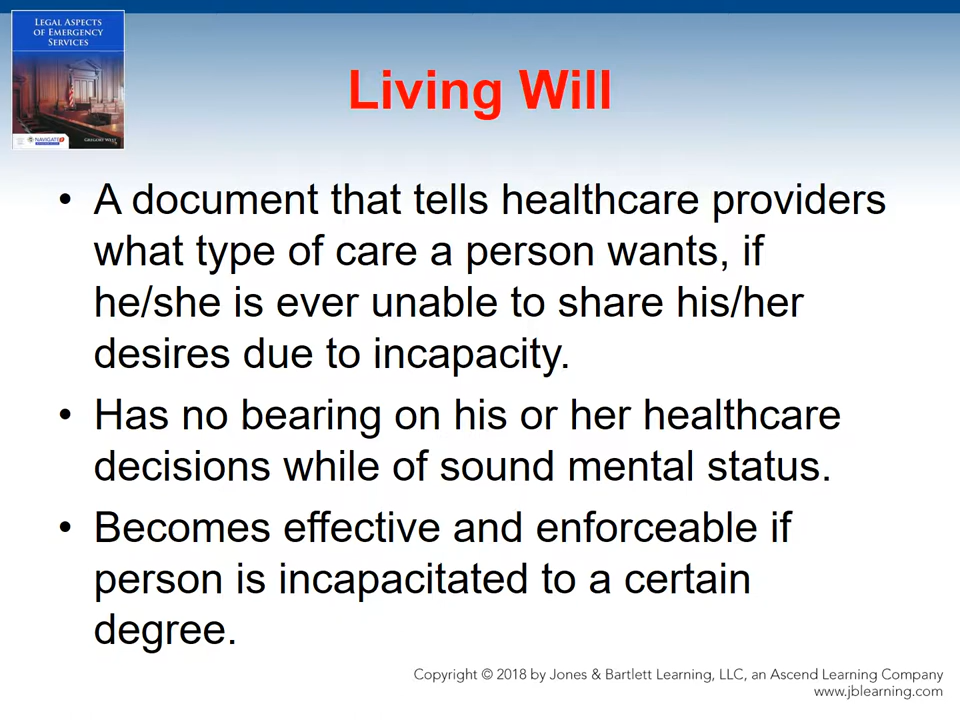 LEGAL ASPECTS
OF EMERGENCY
SERVICES
NAVIGATE
GREGORY WEST
Living Will
• A document that tells healthcare providers
what type of care a person wants, if
he/she is ever unable to share his/her
desires due to incapacity.
• Has no bearing on his or her healthcare
decisions while of sound mental status.
• Becomes effective and enforceable if
person is incapacitated to a certain
degree.
Copyright © 2018 by Jones & Bartlett Learning, LLC, an Ascend Learning Company
www.jblearning.com